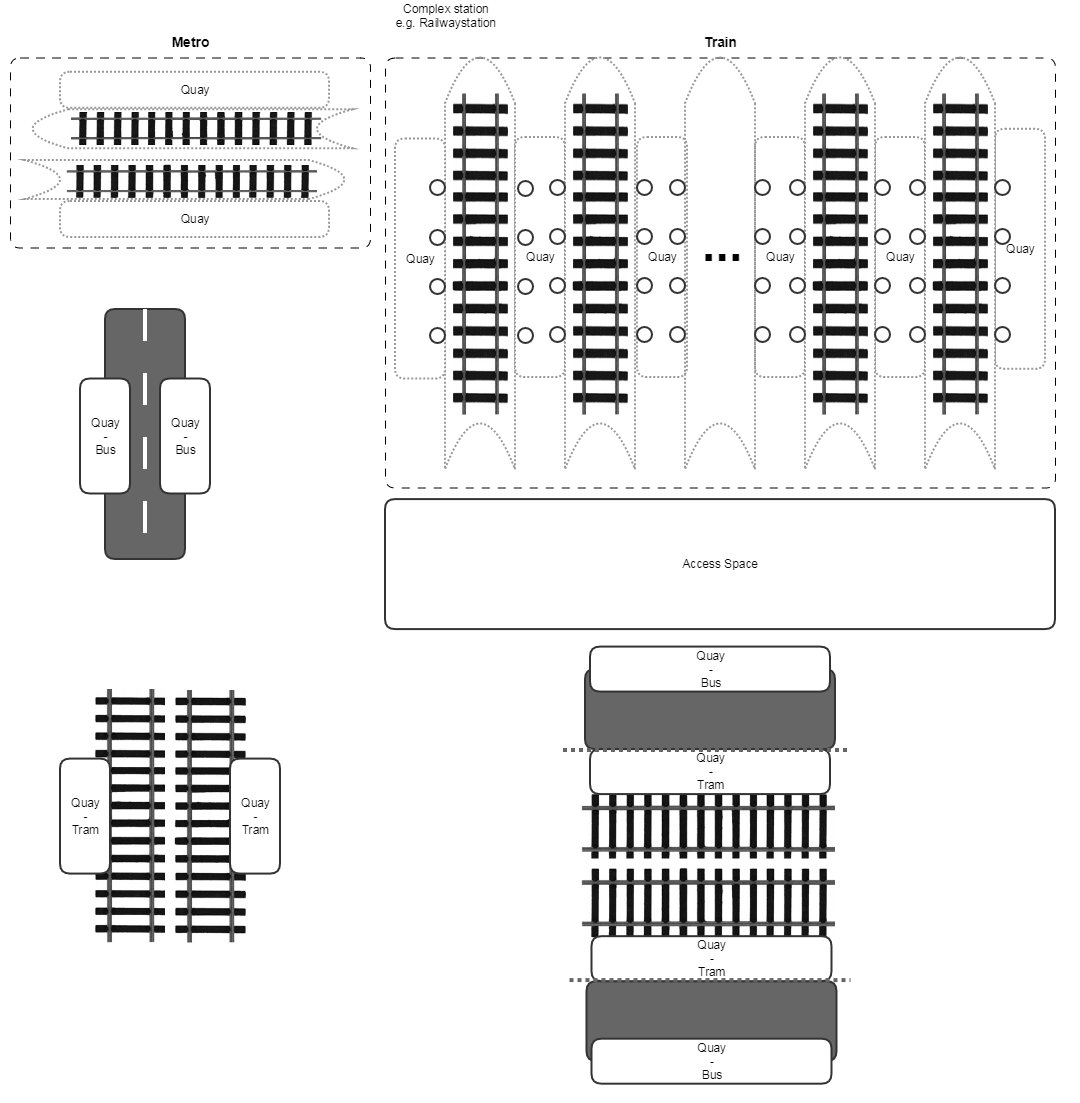 Complex station
e.g. Railwaystation
Metro
Train
Quay
Quay
Quay
Quay
Quay
...
Quay
Quay
Quay
Quay
-
Bus
Quay
-
Bus
Access Space
Quay
-
Bus
Quay
-
Tram
Quay
-
Tram
Quay
-
Tram
Quay
-
Tram
Quay
-
Bus